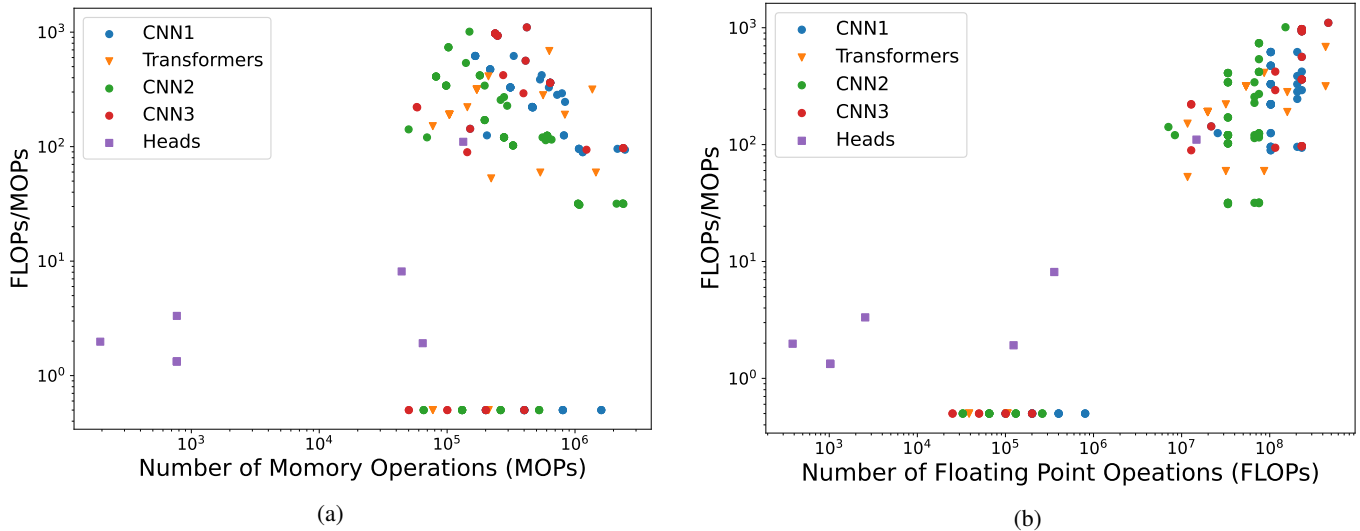 CNN1
Transformers
CNN2
CNN3
Heads
10³
10²
10¹
10⁰
FLOPs/MOPs
10³
10⁴
10⁵
10⁶
Number of Momory Operations (MOPs)
(a)
CNN1
Transformers
CNN2
CNN3
Heads
10³
10²
10¹
10⁰
FLOPs/MOPs
10³
10⁴
10⁵
10⁶
10⁷
10⁸
Number of Floating Point Opeations (FLOPs)
(b)